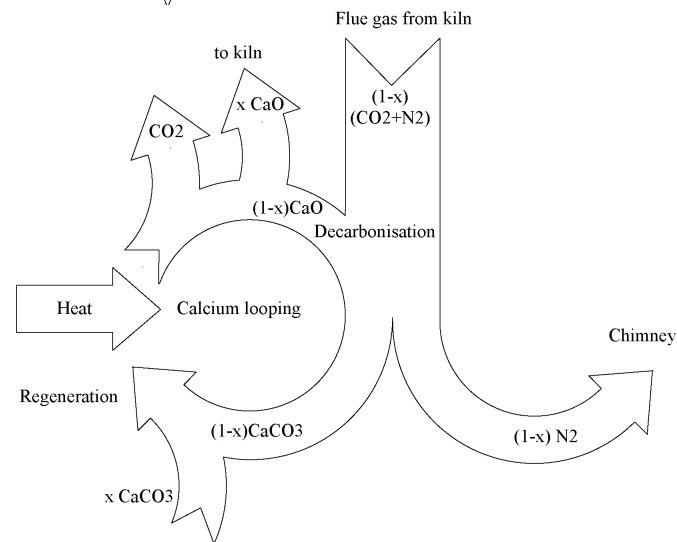 Flue gas from kiln
to kiln
x CaO
(1-x)
(CO2+N2)
CO2
(1-x)CaO
Decarbonisation
Heat
Calcium looping
Chimney
Regeneration
(1-x)CaCO3
(1-x) N2
x CaCO3